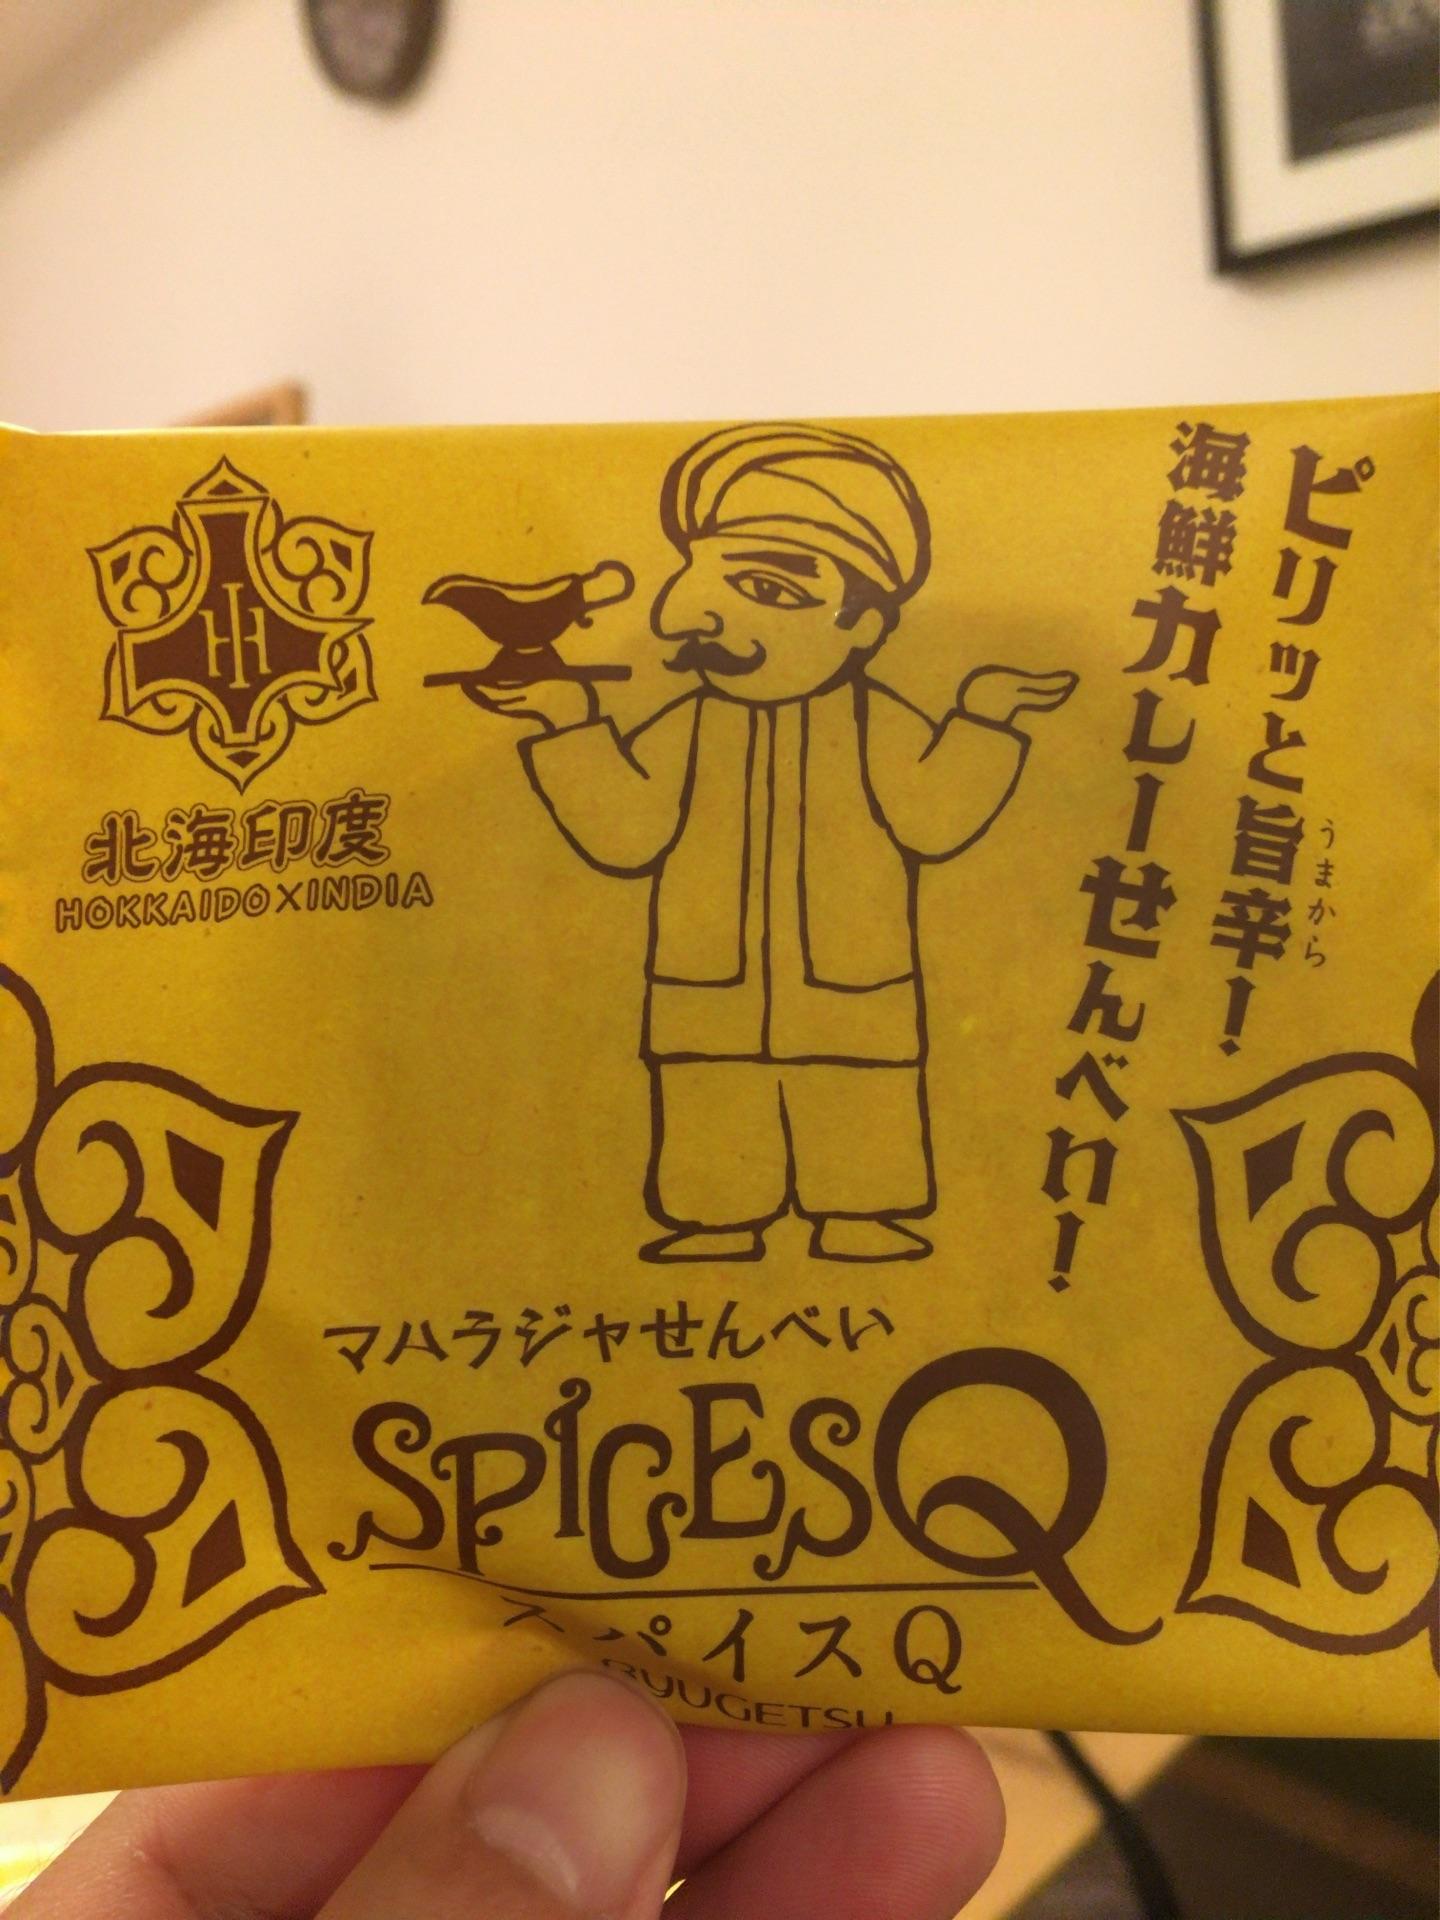 ピリッと旨辛！
うまから
海鮮カレーせんべい！
IH
北海印度
HOKKAIDO×INDIA
マハラジャせんべい
SPICESQ
スパイスQ
RYUGETSU